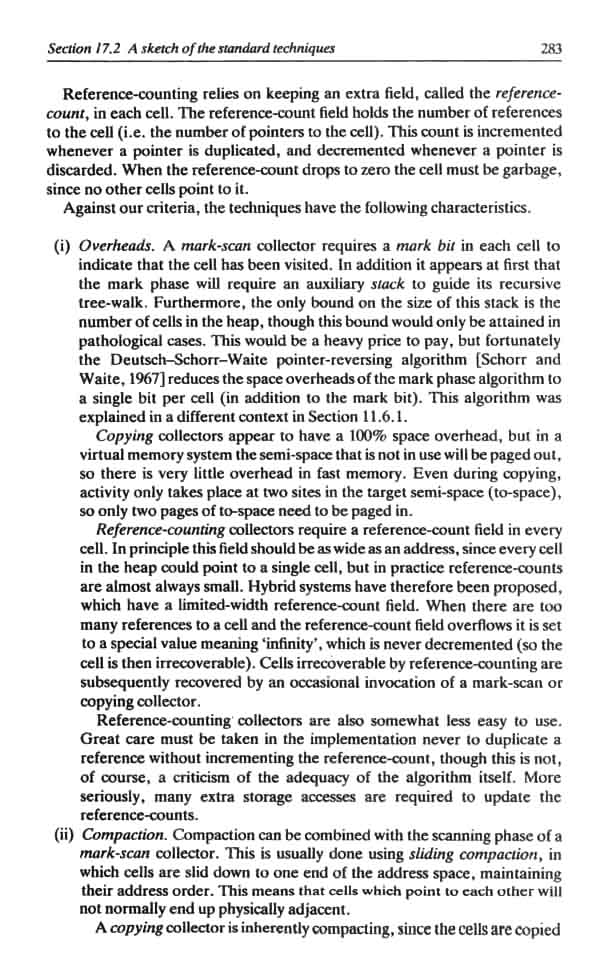 Section 17.2 A sketch of the standard techniques 283
Reference-counting relies on keeping an extra field, called the reference-
count, in each cell. The reference-count field holds the number of references
to the cell (i.e. the number of pointers to the cell). This count is incremented
whenever a pointer is duplicated, and decremented whenever a pointer is
discarded. When the reference-count drops to zero the cell must be garbage,
since no other cells point to it.
Against our criteria, the techniques have the following characteristics.
(i) Overheads. A mark-scan collector requires a mark bit in each cell to
indicate that the cell has been visited. In addition it appears at first that
the mark phase will require an auxiliary stack to guide its recursive
tree-walk. Furthermore, the only bound on the size of this stack is the
number of cells in the heap, though this bound would only be attained in
pathological cases. This would be a heavy price to pay, but fortunately
the Deutsch–Schorr–Waite pointer-reversing algorithm [Schorr and
Waite, 1967] reduces the space overheads of the mark phase algorithm to
a single bit per cell (in addition to the mark bit). This algorithm was
explained in a different context in Section 11.6.1.
Copying collectors appear to have a 100% space overhead, but in a
virtual memory system the semi-space that is not in use will be paged out,
so there is very little overhead in fast memory. Even during copying,
activity only takes place at two sites in the target semi-space (to-space),
so only two pages of to-space need to be paged in.
Reference-counting collectors require a reference-count field in every
cell. In principle this field should be as wide as an address, since every cell
in the heap could point to a single cell, but in practice reference-counts
are almost always small. Hybrid systems have therefore been proposed,
which have a limited-width reference-count field. When there are too
many references to a cell and the reference-count field overflows it is set
to a special value meaning ‘infinity’, which is never decremented (so the
cell is then irrecoverable). Cells irrecoverable by reference-counting are
subsequently recovered by an occasional invocation of a mark-scan or
copying collector.
Reference-counting collectors are also somewhat less easy to use.
Great care must be taken in the implementation never to duplicate a
reference without incrementing the reference-count, though this is not,
of course, a criticism of the adequacy of the algorithm itself. More
seriously, many extra storage accesses are required to update the
reference-counts.
(ii) Compaction. Compaction can be combined with the scanning phase of a
mark-scan collector. This is usually done using sliding compaction, in
which cells are slid down to one end of the address space, maintaining
their address order. This means that cells which point to each other will
not normally end up physically adjacent.
A copying collector is inherently compacting, since the cells are copied